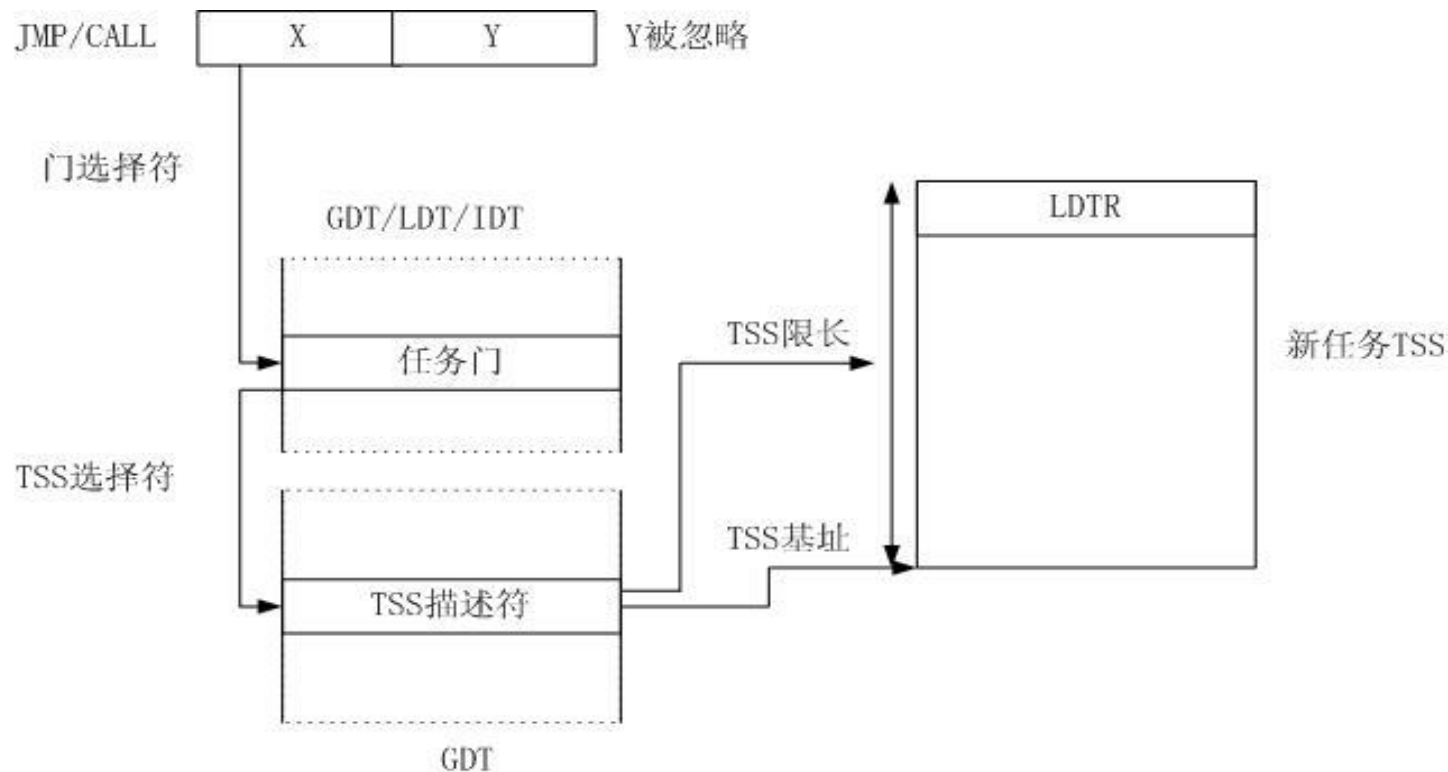 JMP/CALL X Y Y被忽略
门选择符
GDT/LDT/IDT
LDTR
TSS限长
新任务TSS
任务门
TSS选择符
TSS基址
TSS描述符
GDT